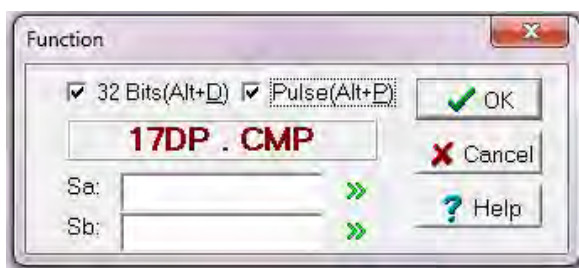 Function
32 Bits(Alt+D) Pulse(Alt+P)
OK
17DP . CMP
Cancel
Sa:
Help
Sb: